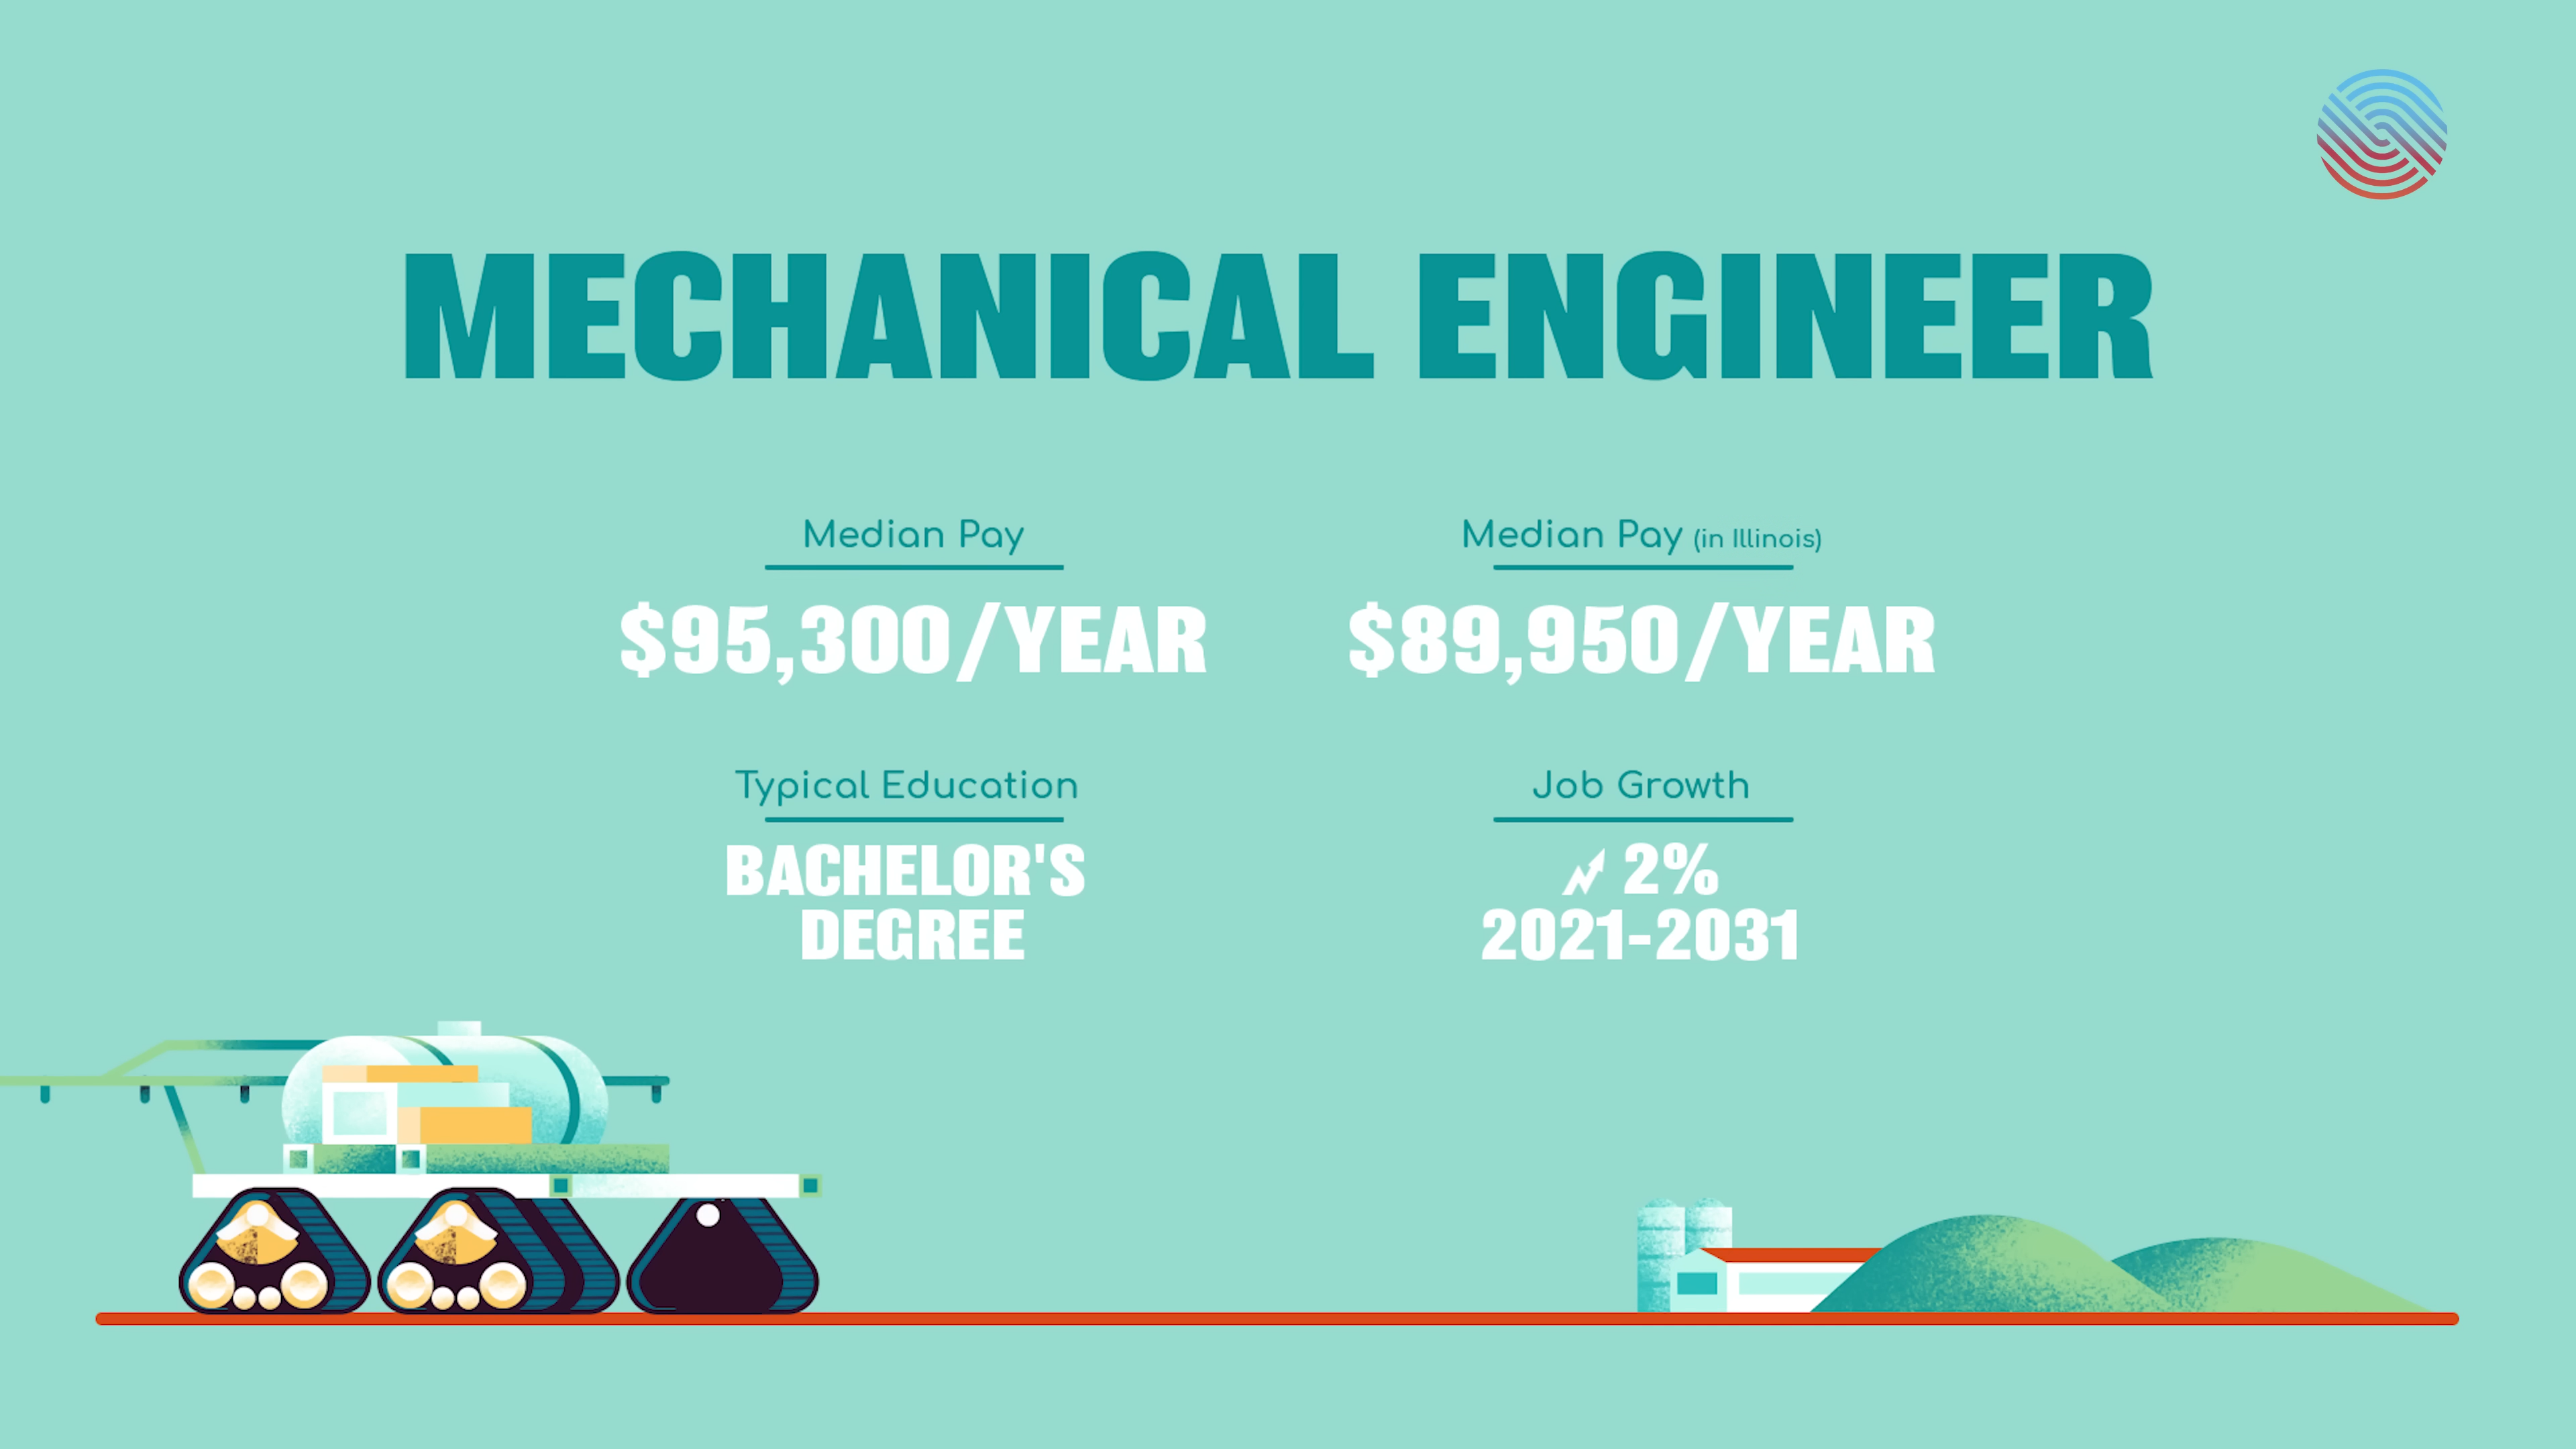 MECHANICAL ENGINEER
Median Pay
$95,300/YEAR
Median Pay (in Illinois)
$89,950/YEAR
Typical Education
BACHELOR'S
DEGREE
Job Growth
2%
2021-2031